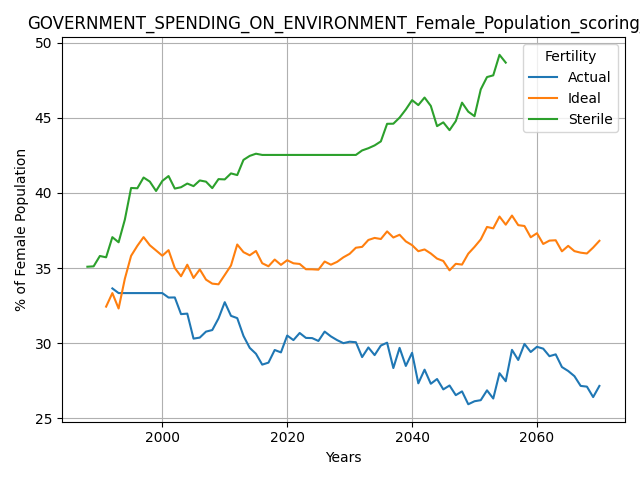 GOVERNMENT_SPENDING_ON_ENVIRONMENT_Female_Population_scoring
Fertility
Actual
Ideal
Sterile
% of Female Population
50
45
40
35
30
25
2000
2020
2040
2060
Years